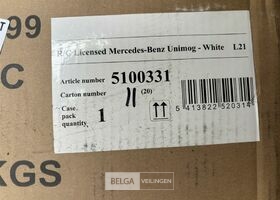 99
R/C Licensed Mercedes-Benz Unimog - White L21
Article number 5100331
Carton number 11 (20)
Case pack quantity 1
5 413822 520314
C
KGS
BELGA VEILINGEN